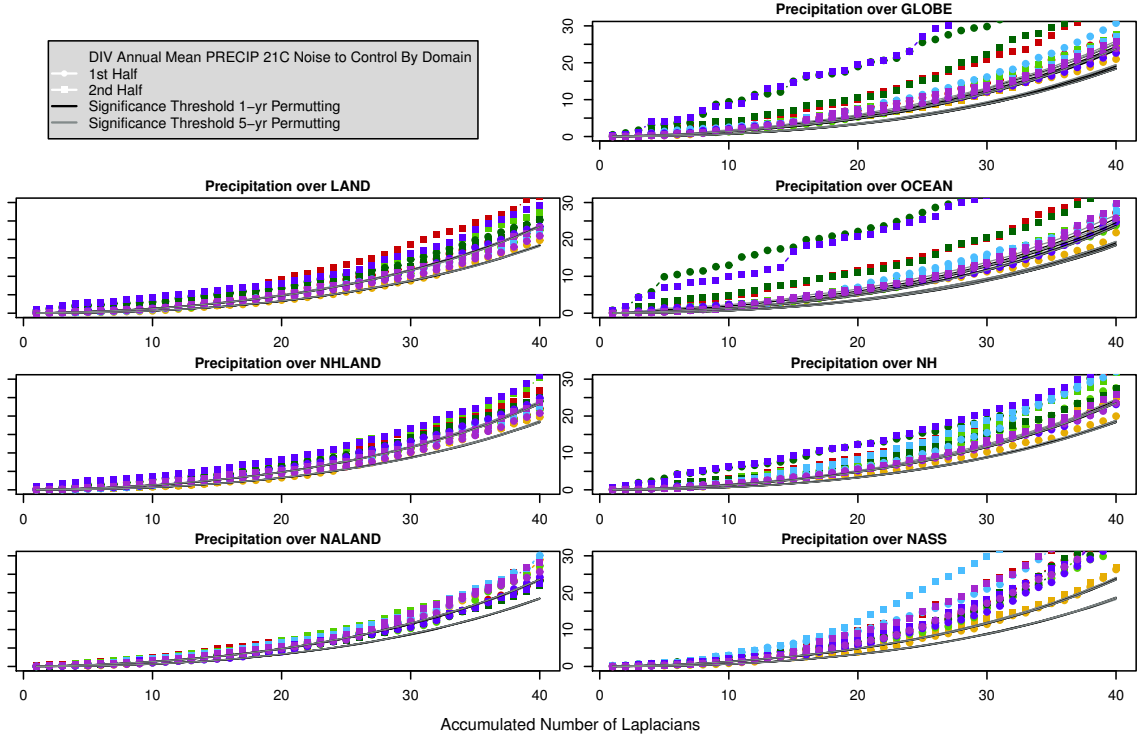 Precipitation over GLOBE
DIV Annual Mean PRECIP 21C Noise to Control By Domain
1st Half
2nd Half
Significance Threshold 1-yr Permutting
Significance Threshold 5-yr Permutting
0 10 20 30
0 10 20 30 40
Precipitation over LAND
0 10 20 30 40
Precipitation over OCEAN
0 10 20 30
0 10 20 30 40
Precipitation over NHLAND
0 10 20 30 40
Precipitation over NH
0 10 20 30
0 10 20 30 40
Precipitation over NALAND
0 10 20 30 40
Precipitation over NASS
0 10 20 30
0 10 20 30 40
Accumulated Number of Laplacians